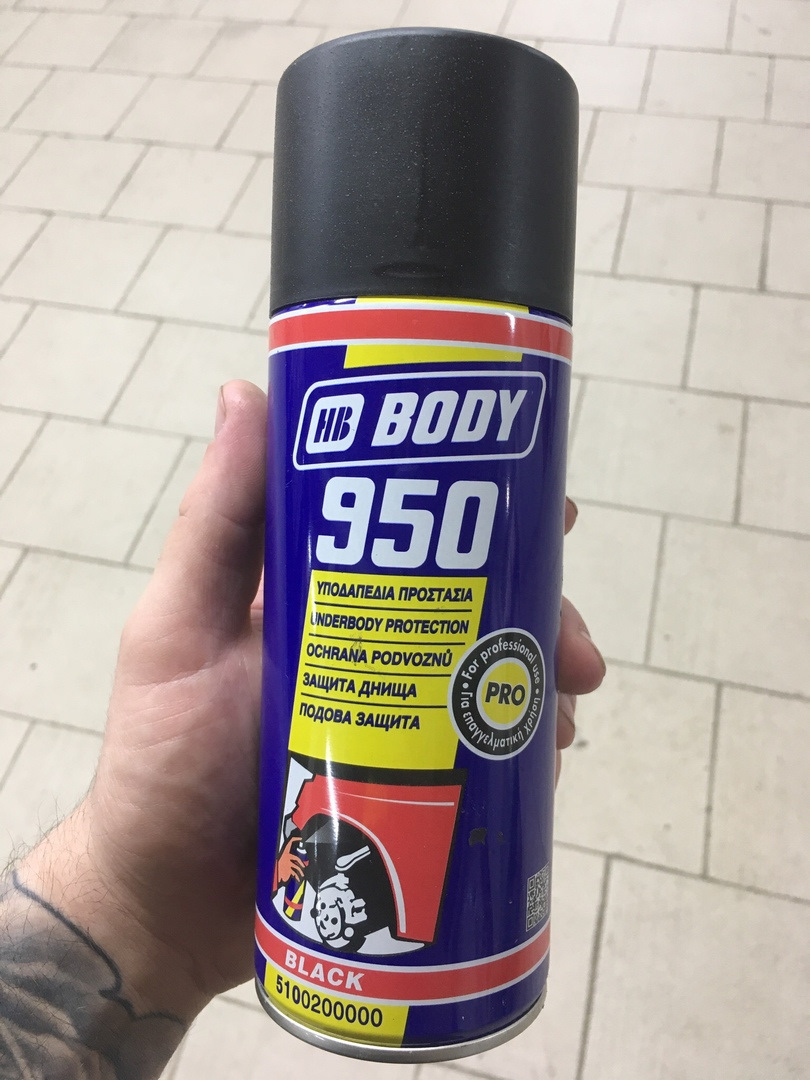 HB BODY
950
ΥΠΟΔΑΠΕΔΙΑ ΠΡΟΣΤΑΣΙΑ
UNDERBODY PROTECTION
OCHRANA PODVOZNŮ
ЗАЩИТА ДНИЩА
ПОДОВА ЗАЩИТА
• For professional use •
Για επαγγελματική χρήση
PRO
BLACK
5100200000